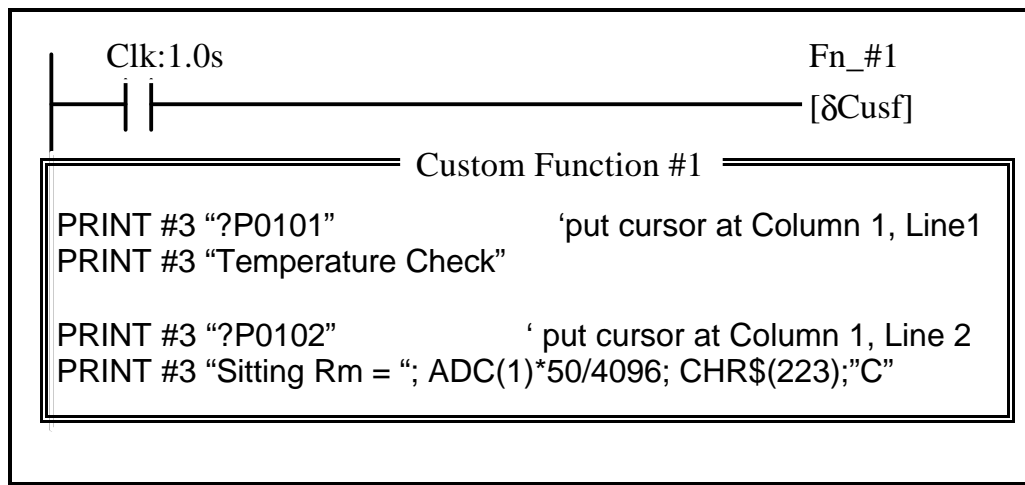 Clk:1.0s Fn_#1
[δCusf]
Custom Function #1
PRINT #3 “?P0101” ‘put cursor at Column 1, Line1
PRINT #3 “Temperature Check”
PRINT #3 “?P0102” ‘ put cursor at Column 1, Line 2
PRINT #3 “Sitting Rm = “; ADC(1)*50/4096; CHR$(223);”C”